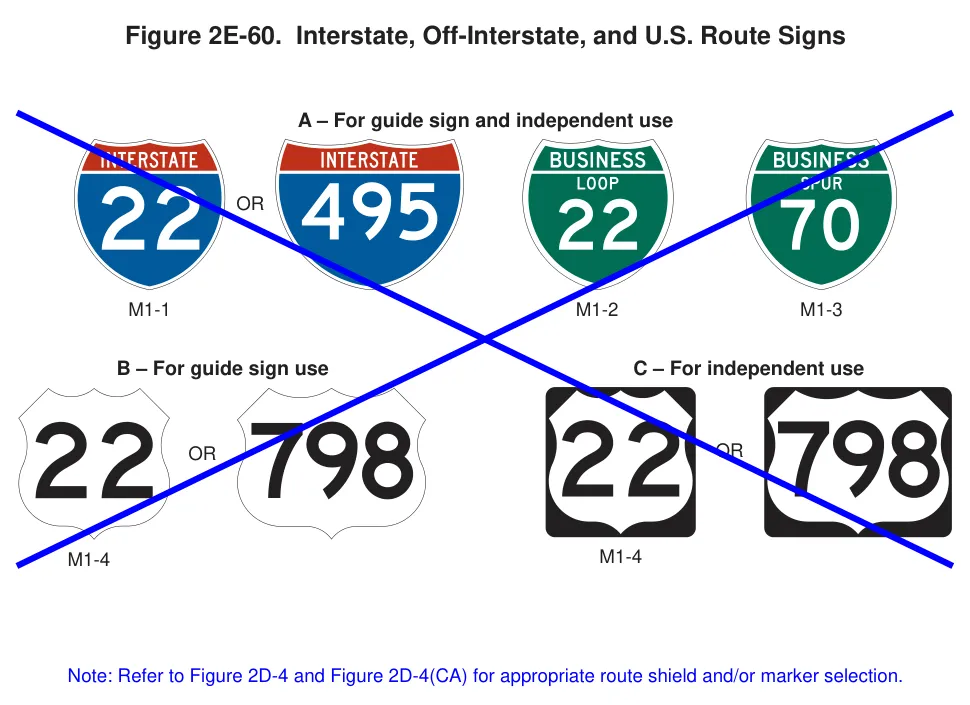 Figure 2E-60.  Interstate, Off-Interstate, and U.S. Route Signs
A – For guide sign and independent use
INTERSTATE
22
OR
INTERSTATE
495
BUSINESS
LOOP
22
BUSINESS
SPUR
70
M1-1
M1-2
M1-3
B – For guide sign use
C – For independent use
22
OR
798
22
OR
798
M1-4
M1-4
Note: Refer to Figure 2D-4 and Figure 2D-4(CA) for appropriate route shield and/or marker selection.